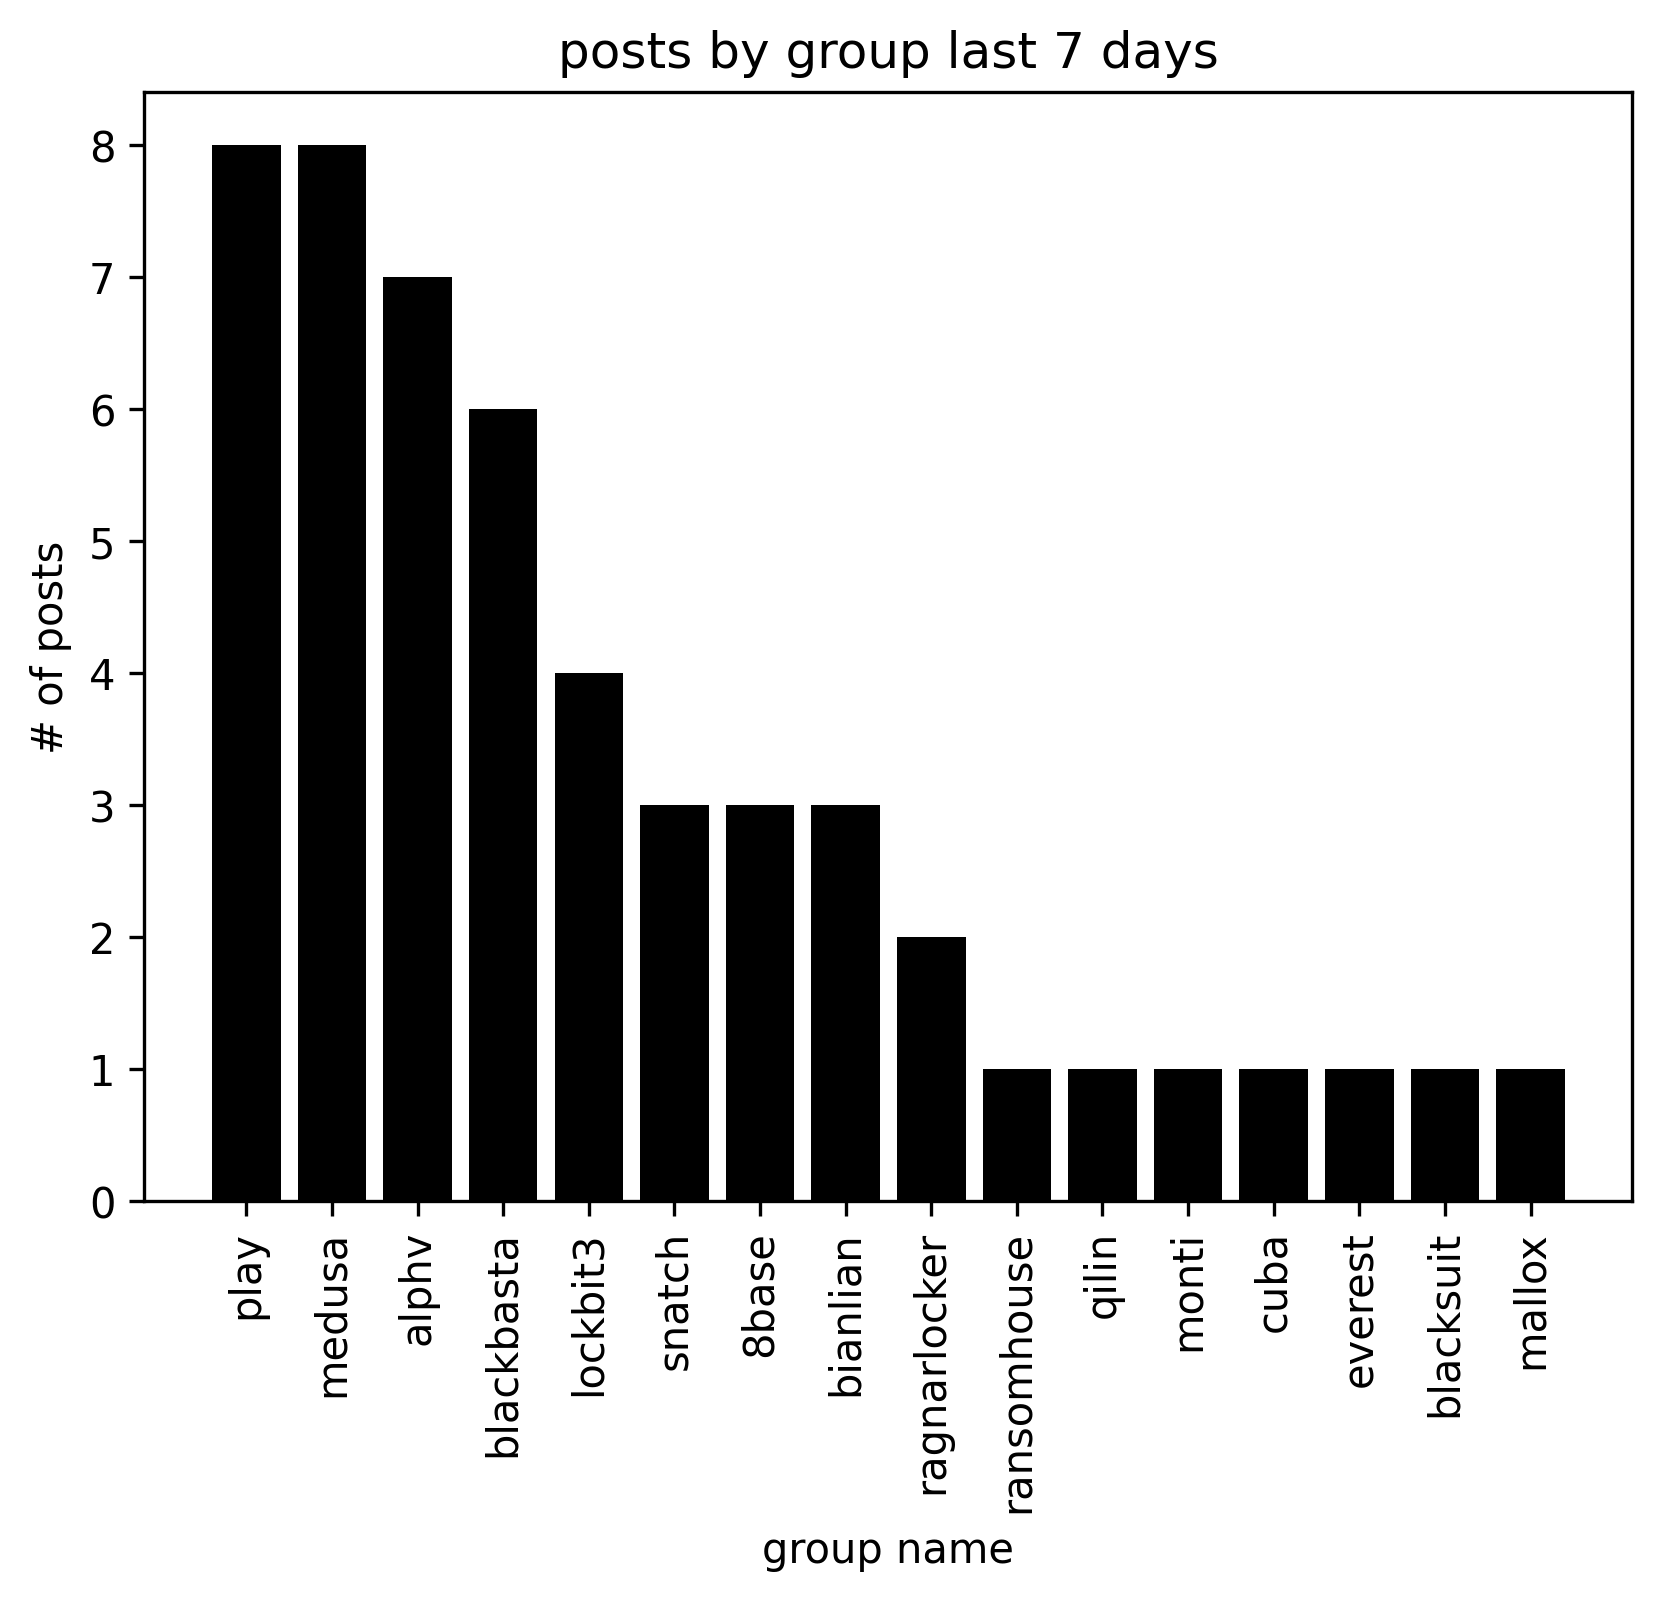 posts by group last 7 days
# of posts
8
7
6
5
4
3
2
1
0
play
medusa
alphv
blackbasta
lockbit3
snatch
8base
bianlian
ragnarlocker
ransomhouse
qilin
monti
cuba
everest
blacksuit
mallox
group name